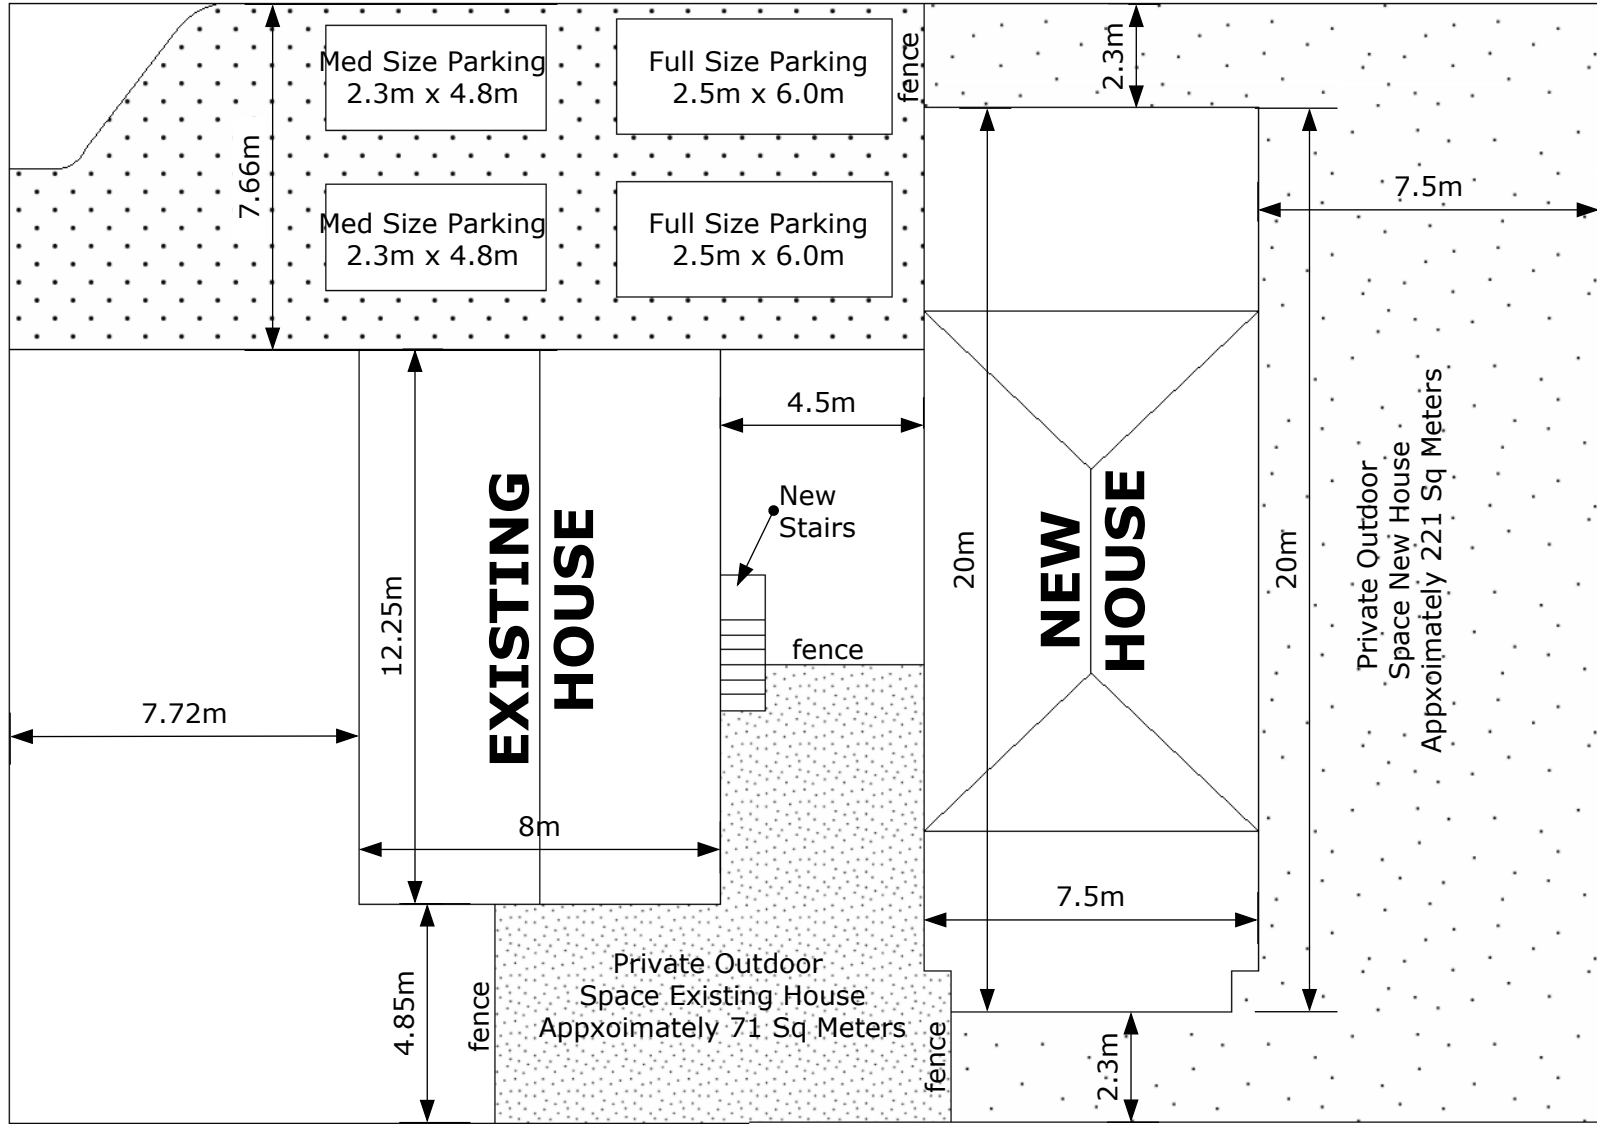 Med Size Parking
2.3m x 4.8m
Full Size Parking
2.5m x 6.0m
fence
2.3m
7.66m
7.5m
Med Size Parking
2.3m x 4.8m
Full Size Parking
2.5m x 6.0m
4.5m
New
Stairs
EXISTING
HOUSE
12.25m
fence
NEW
HOUSE
20m
20m
Private Outdoor
Space New House
Appxoimately 221 Sq Meters
7.72m
8m
7.5m
Private Outdoor
Space Existing House
Appxoimately 71 Sq Meters
4.85m
fence
fence
2.3m